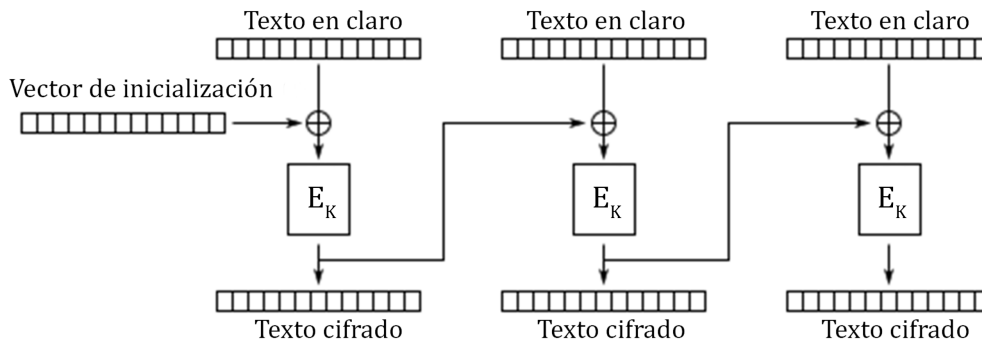 Texto en claro
Texto en claro
Texto en claro
Vector de inicialización
E_K
E_K
E_K
Texto cifrado
Texto cifrado
Texto cifrado